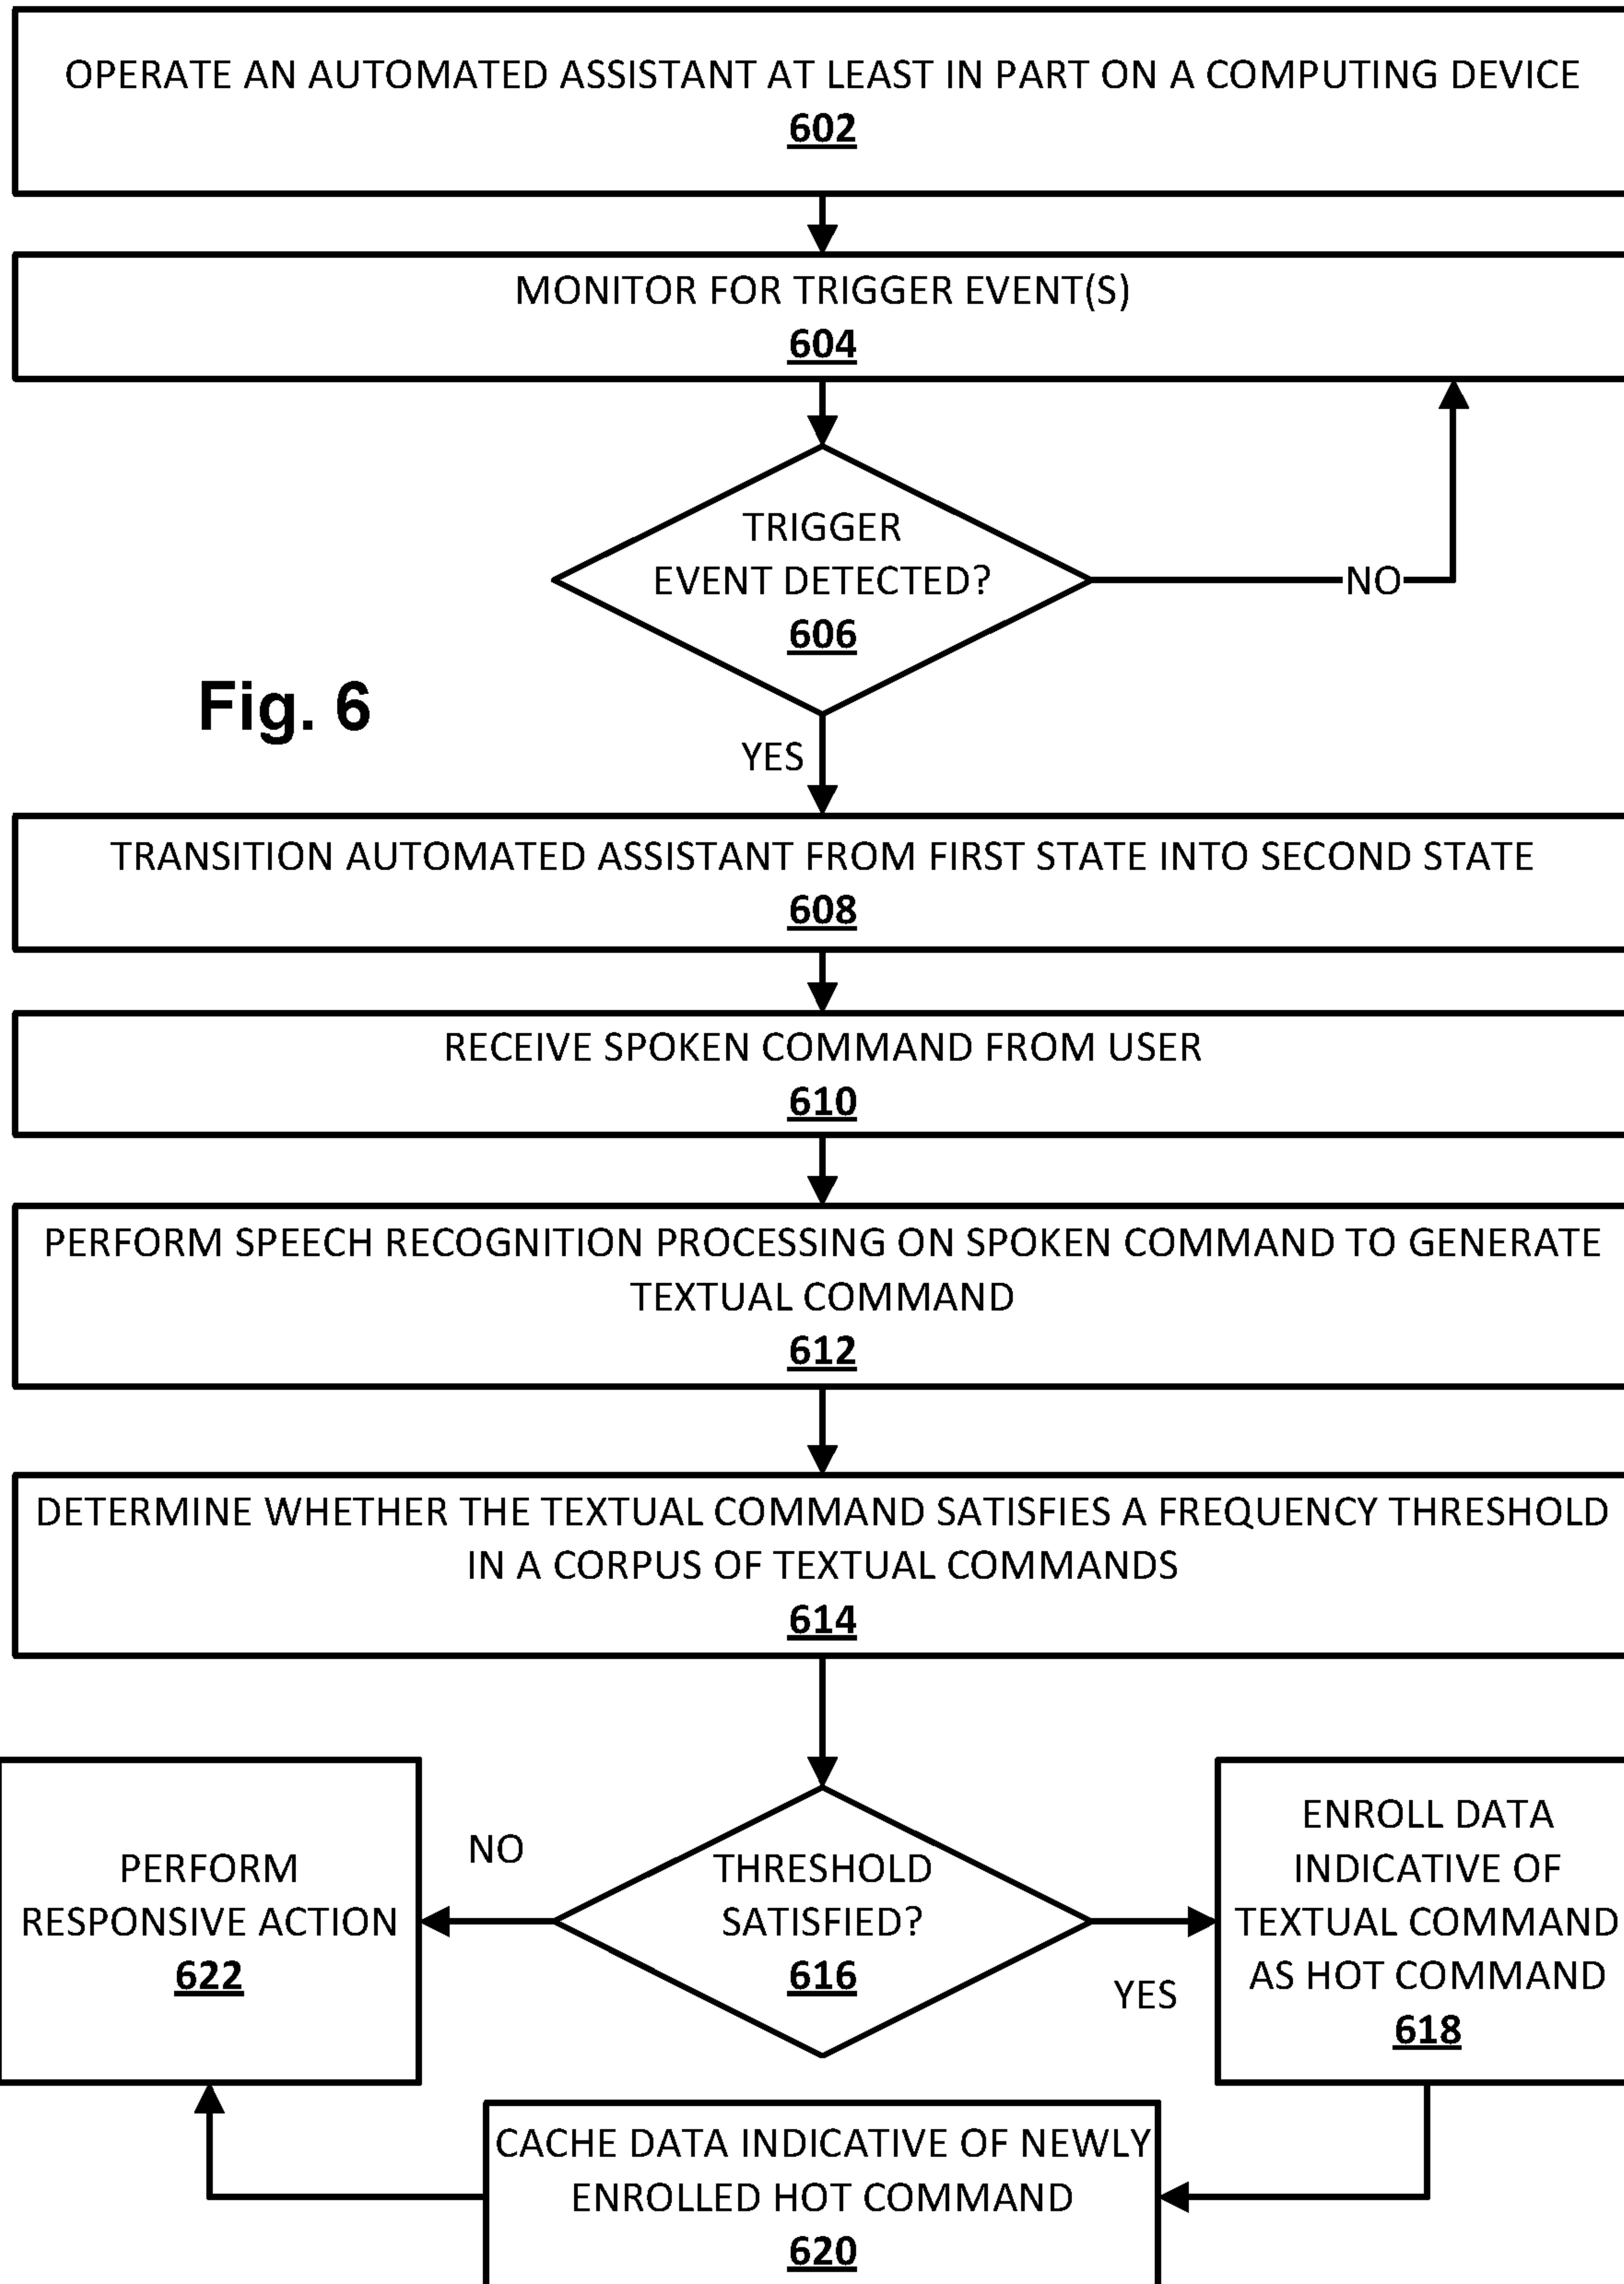 OPERATE AN AUTOMATED ASSISTANT AT LEAST IN PART ON A COMPUTING DEVICE
602
MONITOR FOR TRIGGER EVENT(S)
604
TRIGGER
EVENT DETECTED?
606
NO
Fig. 6
YES
TRANSITION AUTOMATED ASSISTANT FROM FIRST STATE INTO SECOND STATE
608
RECEIVE SPOKEN COMMAND FROM USER
610
PERFORM SPEECH RECOGNITION PROCESSING ON SPOKEN COMMAND TO GENERATE
TEXTUAL COMMAND
612
DETERMINE WHETHER THE TEXTUAL COMMAND SATISFIES A FREQUENCY THRESHOLD
IN A CORPUS OF TEXTUAL COMMANDS
614
PERFORM
RESPONSIVE ACTION
622
NO
THRESHOLD
SATISFIED?
616
YES
ENROLL DATA
INDICATIVE OF
TEXTUAL COMMAND
AS HOT COMMAND
618
CACHE DATA INDICATIVE OF NEWLY
ENROLLED HOT COMMAND
620